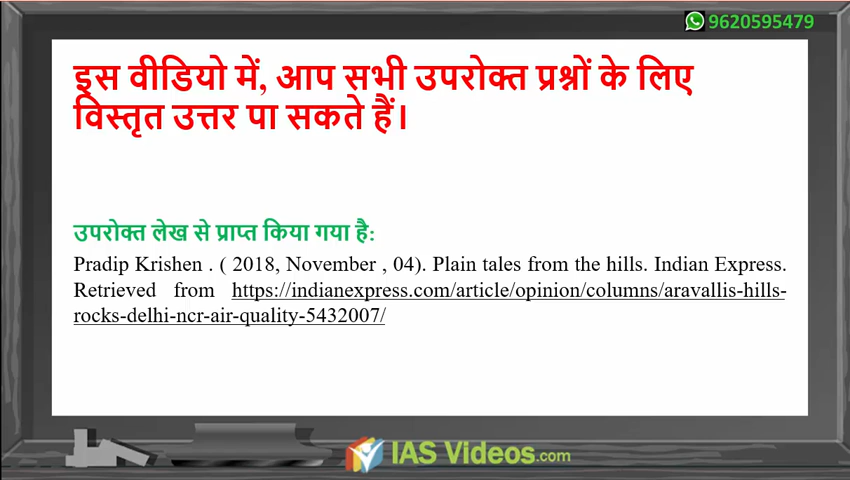 9620595479
इस वीडियो में, आप सभी उपरोक्त प्रश्नों के लिए
विस्तृत उत्तर पा सकते हैं।
उपरोक्त लेख से प्राप्त किया गया है:
Pradip Krishen . ( 2018, November , 04). Plain tales from the hills. Indian Express.
Retrieved from https://indianexpress.com/article/opinion/columns/aravallis-hills-
rocks-delhi-ncr-air-quality-5432007/
IAS Videos.com